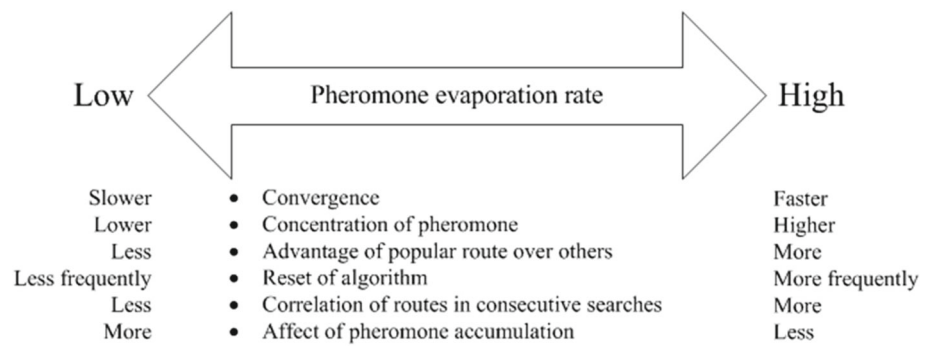 Low Pheromone evaporation rate High
Slower • Convergence Faster
Lower • Concentration of pheromone Higher
Less • Advantage of popular route over others More
Less frequently • Reset of algorithm More frequently
Less • Correlation of routes in consecutive searches More
More • Affect of pheromone accumulation Less